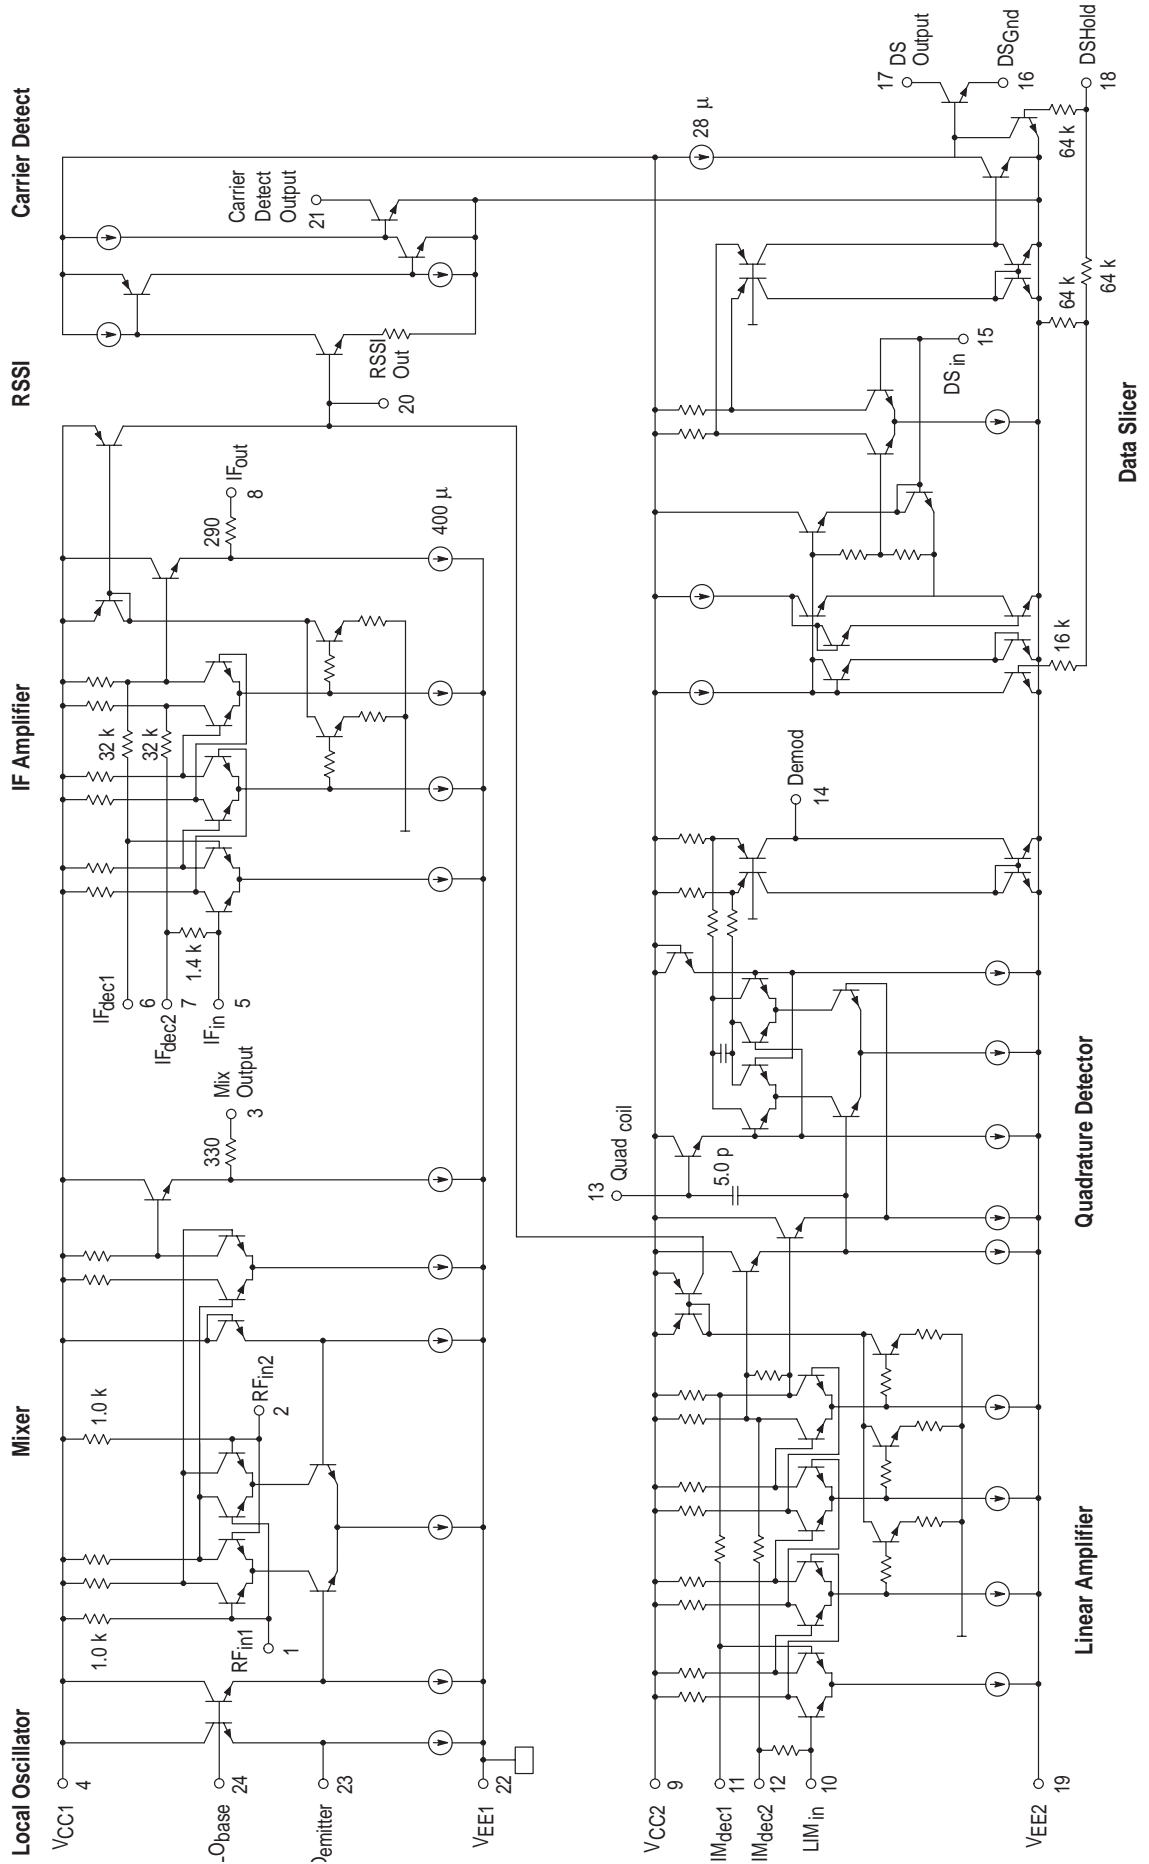 Local Oscillator
Mixer
IF Amplifier
RSSI
Carrier Detect
VCC1
4
LObase
24
Oemitter
23
VEE1
22
1.0 k
RFin1
1
1.0 k
RFin2
2
330
Mix
Output
3
IFdec1
6
IFdec2
7
1.4 k
IFin
5
32 k
32 k
290
IFout
8
400 µ
20
RSSI
Out
Carrier
Detect
Output
21
VCC2
9
IMdec1
11
IMdec2
12
LIMin
10
VEE2
19
13
Quad coil
5.0 p
Demod
14
16 k
DSin
15
64 k
64 k
28 µ
64 k
17
DS
Output
DSGnd
16
DSHold
18
Linear Amplifier
Quadrature Detector
Data Slicer